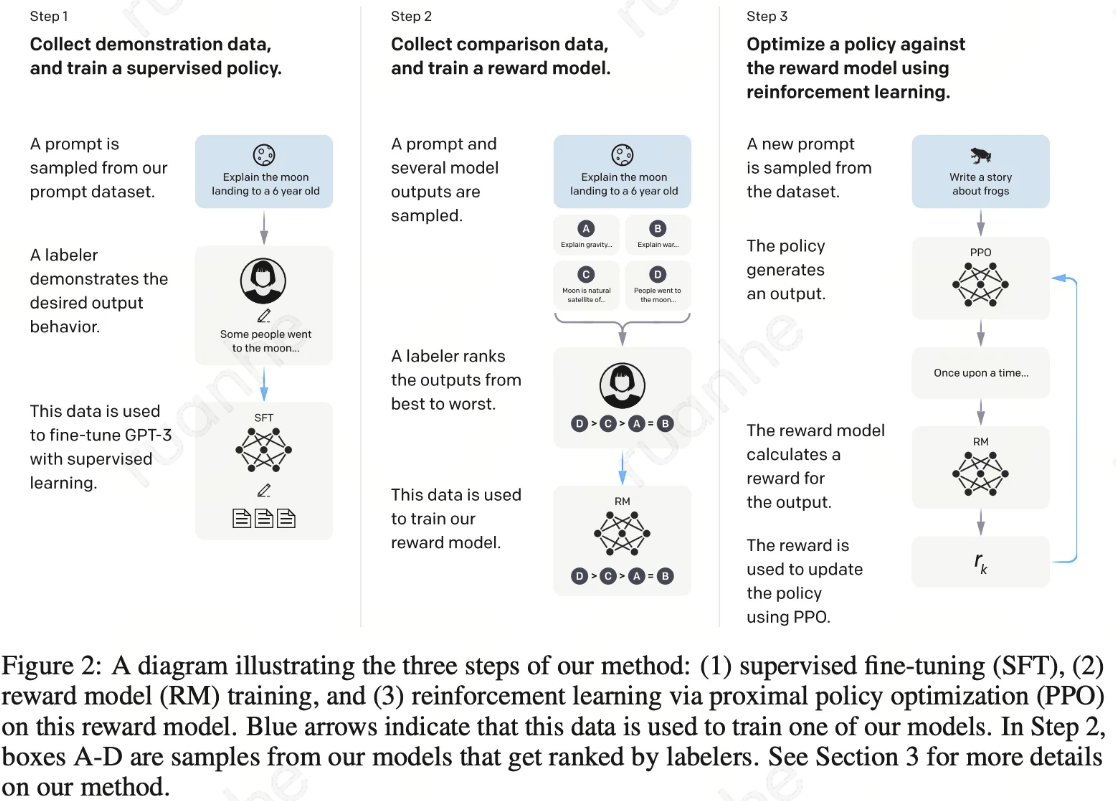 Step 1
Collect demonstration data,
and train a supervised policy.
A prompt is
sampled from our
prompt dataset.
Explain the moon
landing to a 6 year old
A labeler
demonstrates the
desired output
behavior.
Some people went
to the moon...
This data is used
to fine-tune GPT-3
with supervised
learning.
SFT
Step 2
Collect comparison data,
and train a reward model.
A prompt and
several model
outputs are
sampled.
Explain the moon
landing to a 6 year old
A
Explain gravity...
B
Explain war...
C
Moon is natural
satellite of...
D
People went to
the moon...
A labeler ranks
the outputs from
best to worst.
D > C > A = B
This data is used
to train our
reward model.
RM
D > C > A = B
Step 3
Optimize a policy against
the reward model using
reinforcement learning.
A new prompt
is sampled from
the dataset.
Write a story
about frogs
The policy
generates
an output.
PPO
Once upon a time...
The reward model
calculates a
reward for
the output.
RM
The reward is
used to update
the policy
using PPO.
rk
Figure 2: A diagram illustrating the three steps of our method: (1) supervised fine-tuning (SFT), (2)
reward model (RM) training, and (3) reinforcement learning via proximal policy optimization (PPO)
on this reward model. Blue arrows indicate that this data is used to train one of our models. In Step 2,
boxes A-D are samples from our models that get ranked by labelers. See Section 3 for more details
on our method.
ruanhe
ruanhe
ruanhe
ruanhe